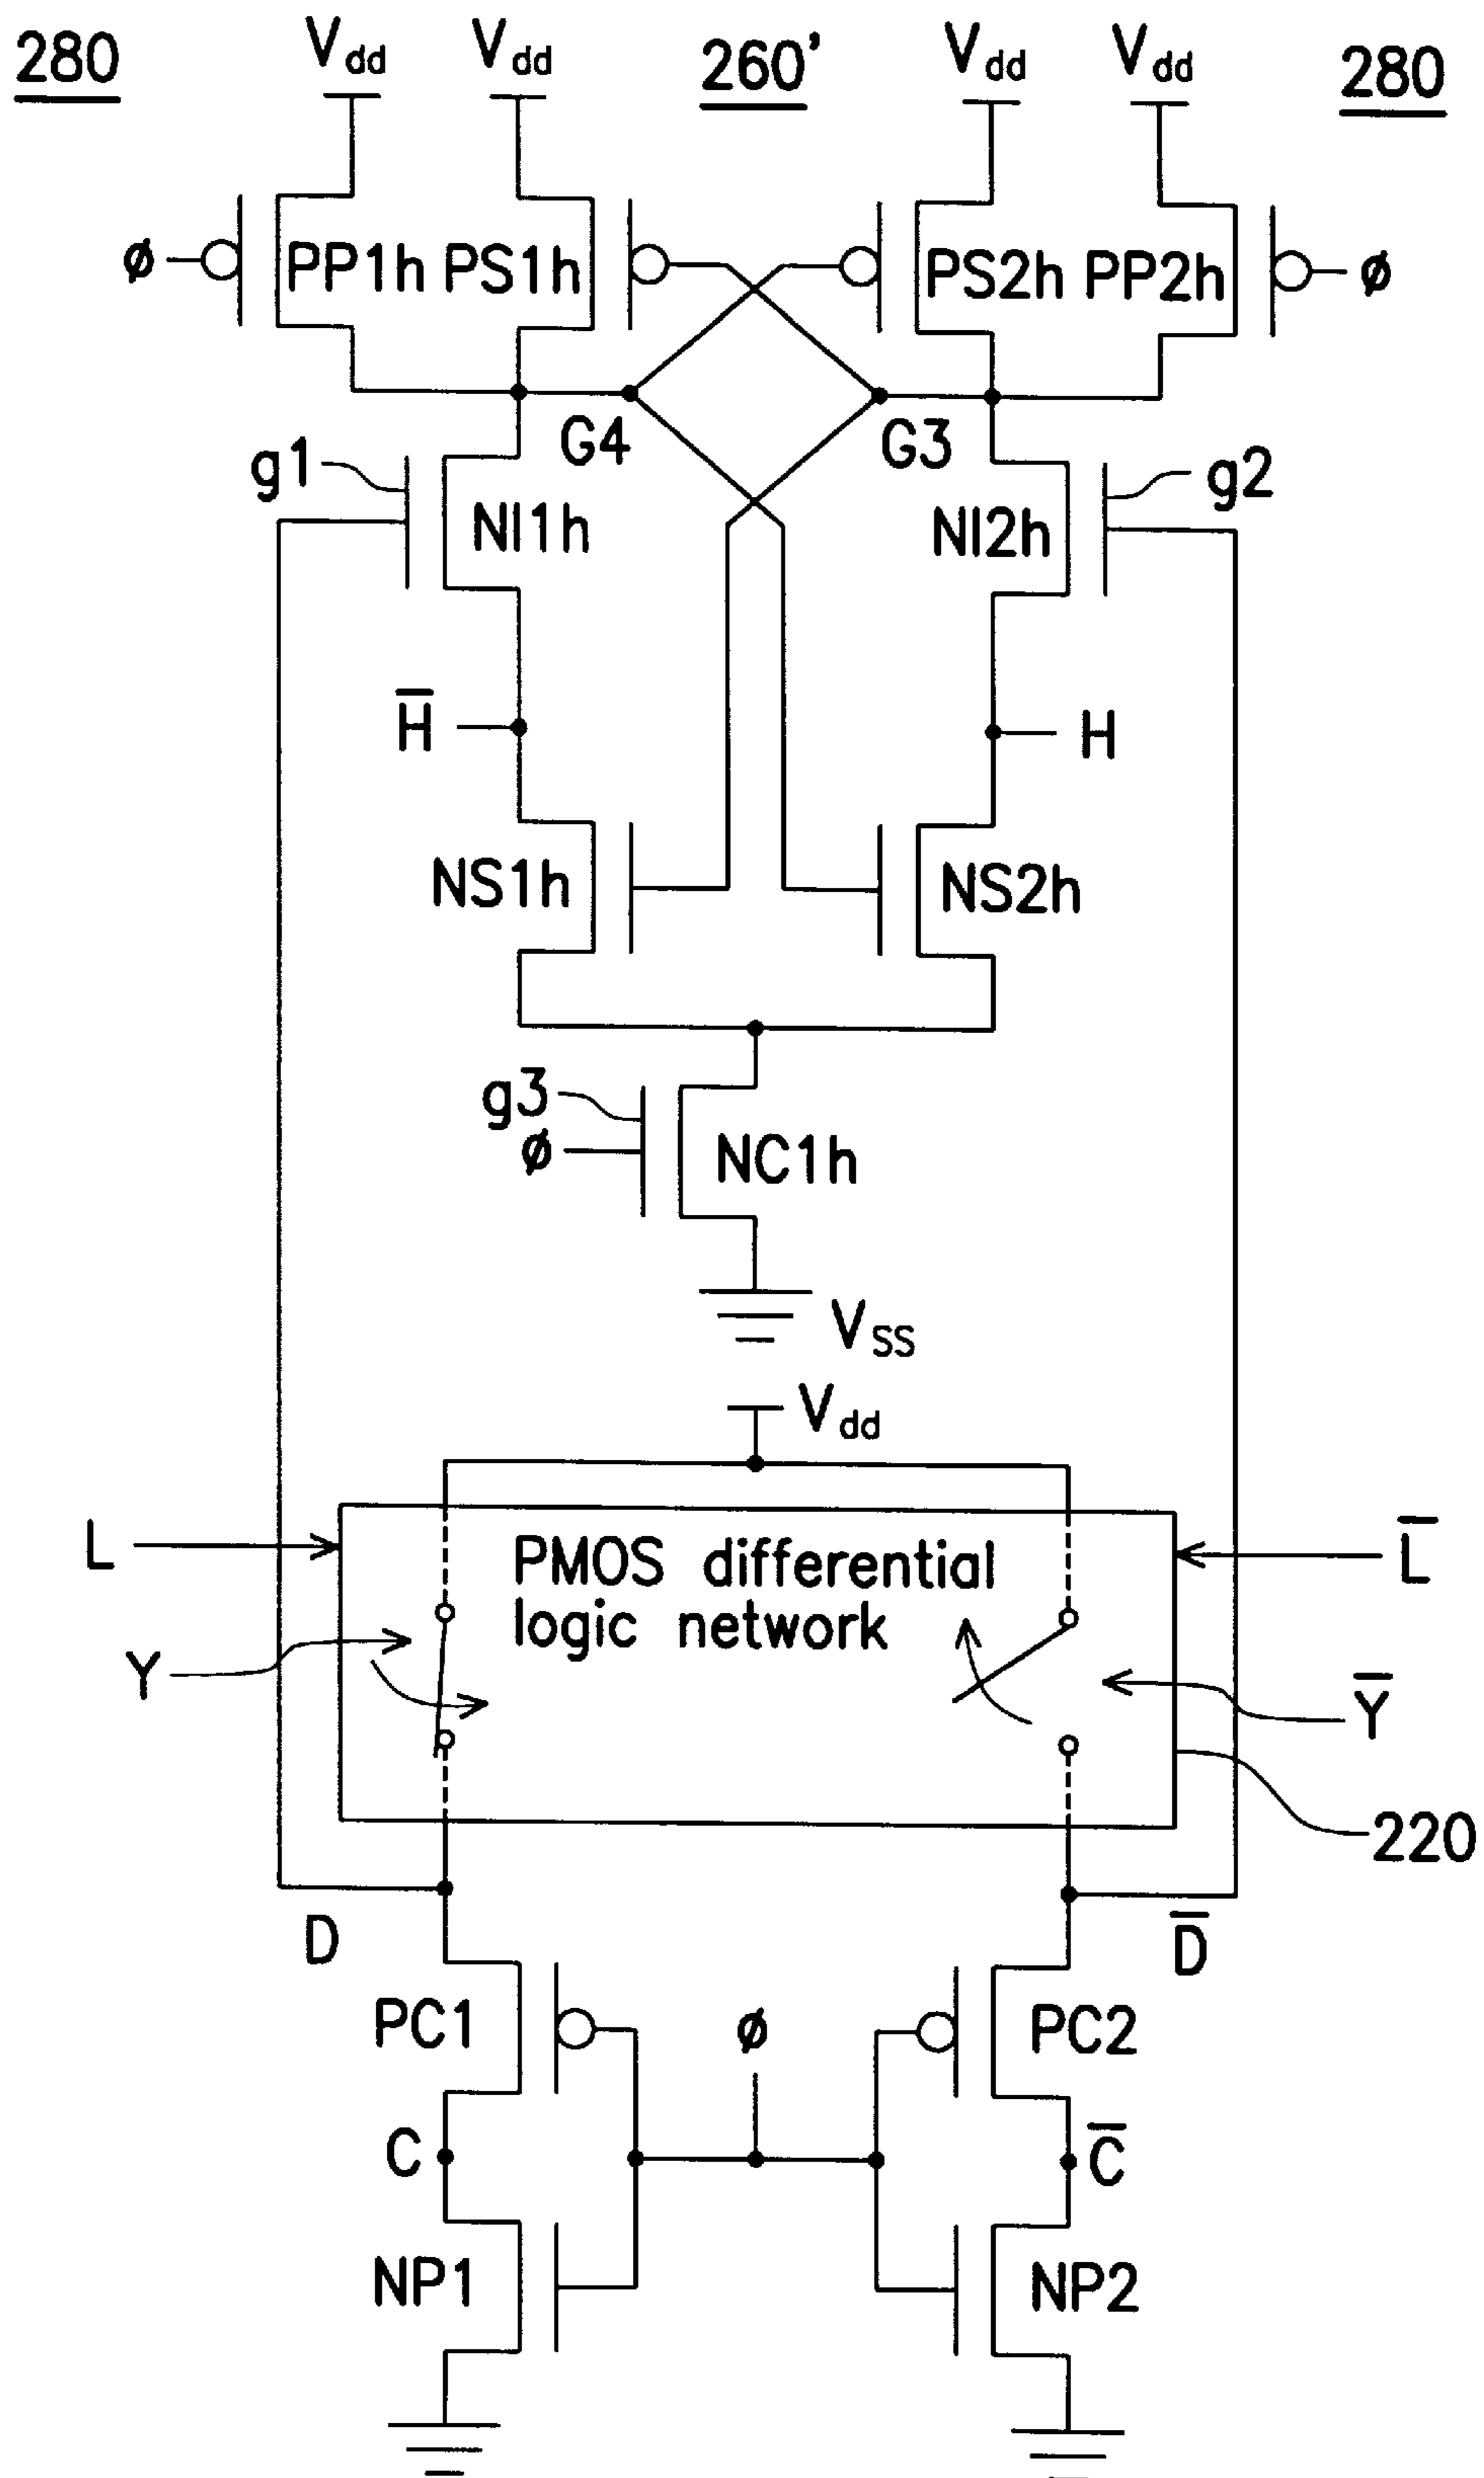 280 Vdd Vdd 260' Vdd Vdd 280
ϕ PP1h PS1h PS2h PP2h ϕ
G4 G3
g1 g2
NI1h NI2h
H̅ H
NS1h NS2h
g3
ϕ NC1h
VSS
Vdd
L PMOS differential L̅
logic network
Y Y̅
220
D D̅
PC1 ϕ PC2
C C̅
NP1 NP2